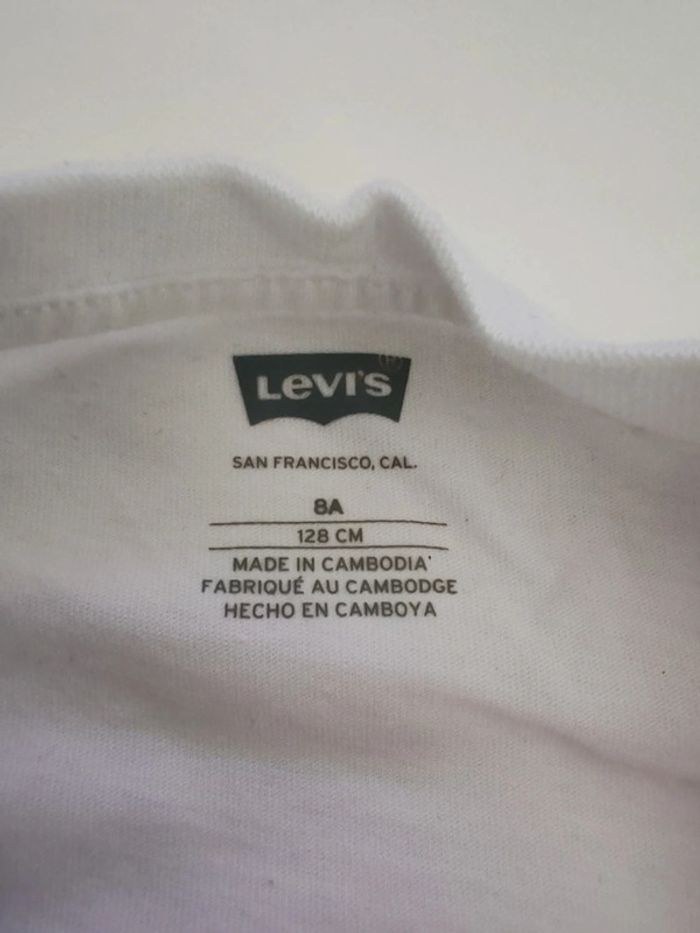 Levi's
SAN FRANCISCO, CAL.
8A
128 CM
MADE IN CAMBODIA
FABRIQUÉ AU CAMBODGE
HECHO EN CAMBOYA